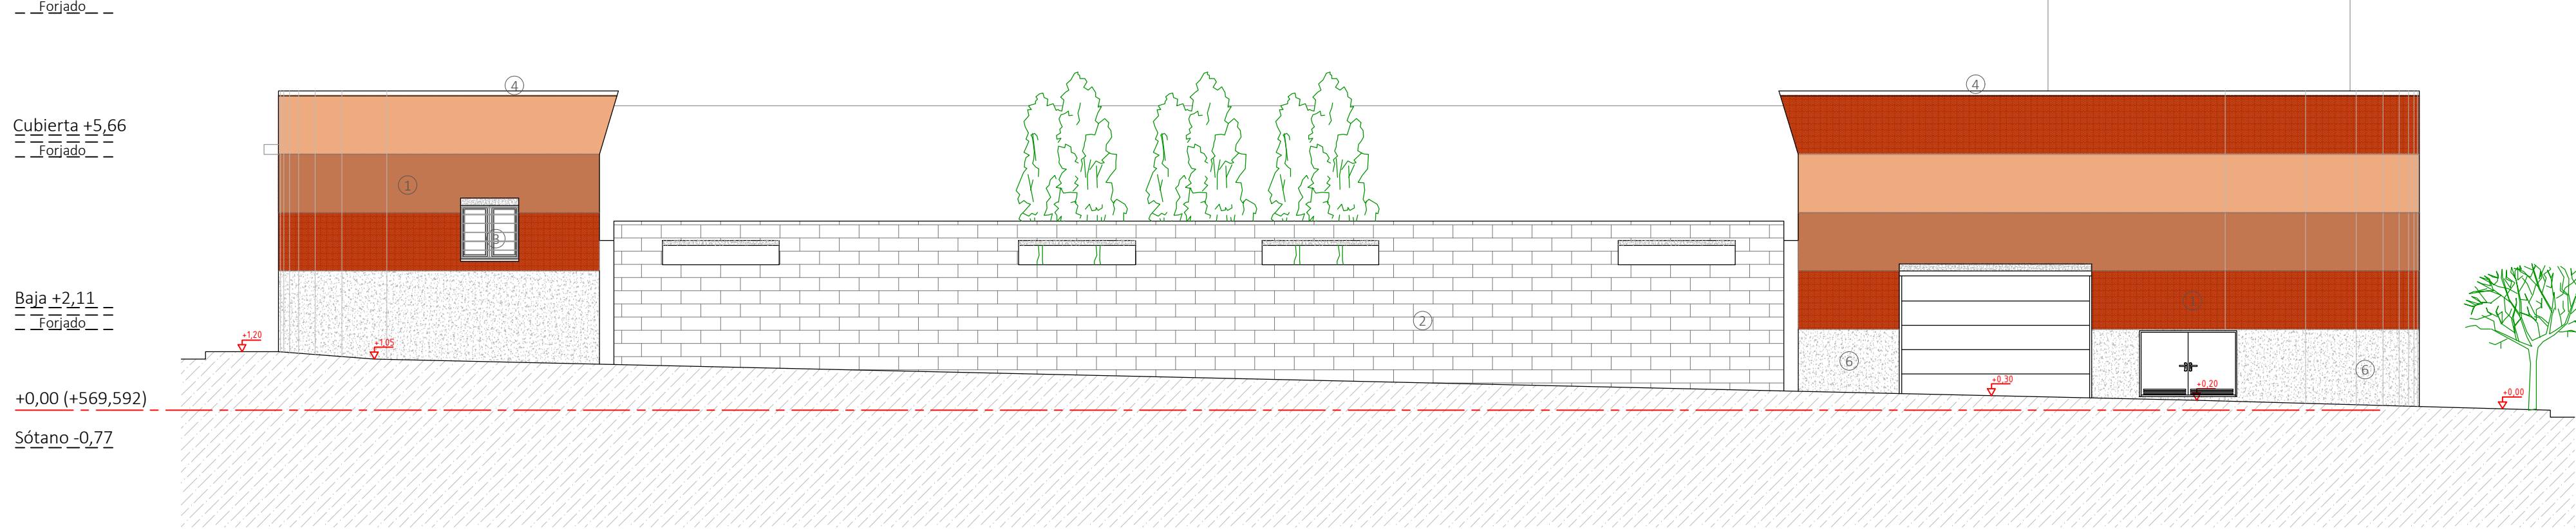 Forjado
4
4
Cubierta +5,66
Forjado
1
3
Baja +2,11
Forjado
2
+1,20
+1,05
6
6
+0,30
+0,20
+0,00
+0,00 (+569,592)
Sótano -0,77